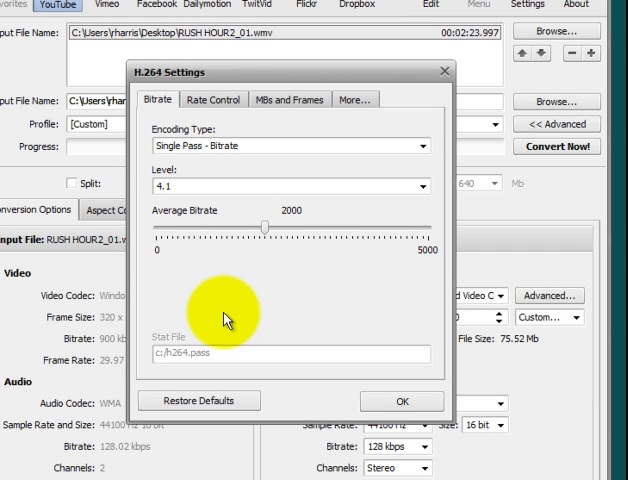 vorites YouTube Vimeo Facebook Dailymotion TwitVid Flickr Dropbox Edit Menu Settings About
put File Name: C:\Users\rharris\Desktop\RUSH HOUR2_01.wmv 00:02:23.997 Browse...
H.264 Settings
put File Name: C:\Users\rhar Browse...
Bitrate Rate Control MBs and Frames More...
Profile: [Custom] << Advanced
Encoding Type:
Progress: Single Pass - Bitrate Convert Now!
Level:
Split: 4.1 640 Mb
nversion Options Aspect Co Average Bitrate 2000
nput File: RUSH HOUR2_01.w
0 5000
Video
Video Codec: Windo d Video C Advanced...
Frame Size: 320 x 0 Custom...
Bitrate: 900 kb Stat File File Size: 75.52 Mb
c:/h264.pass
Frame Rate: 29.97
Audio
Audio Codec: WMA Restore Defaults OK
Sample Rate and Size: 44100 Hz 16 bit Sample Rate: 44100 Hz Size: 16 bit
Bitrate: 128.02 kbps Bitrate: 128 kbps
Channels: 2 Channels: Stereo